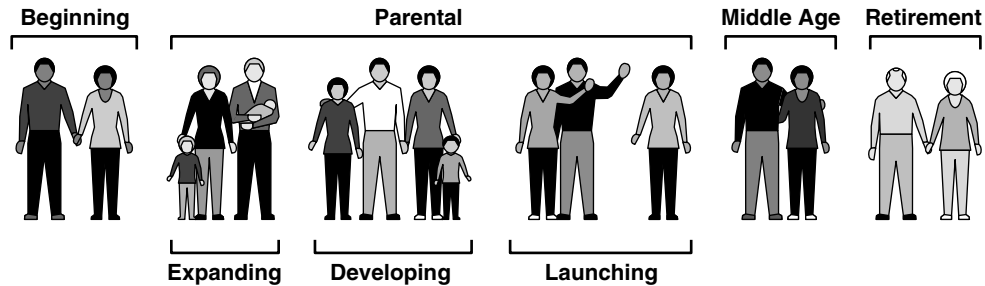 Beginning
Parental
Middle Age
Retirement
Expanding
Developing
Launching